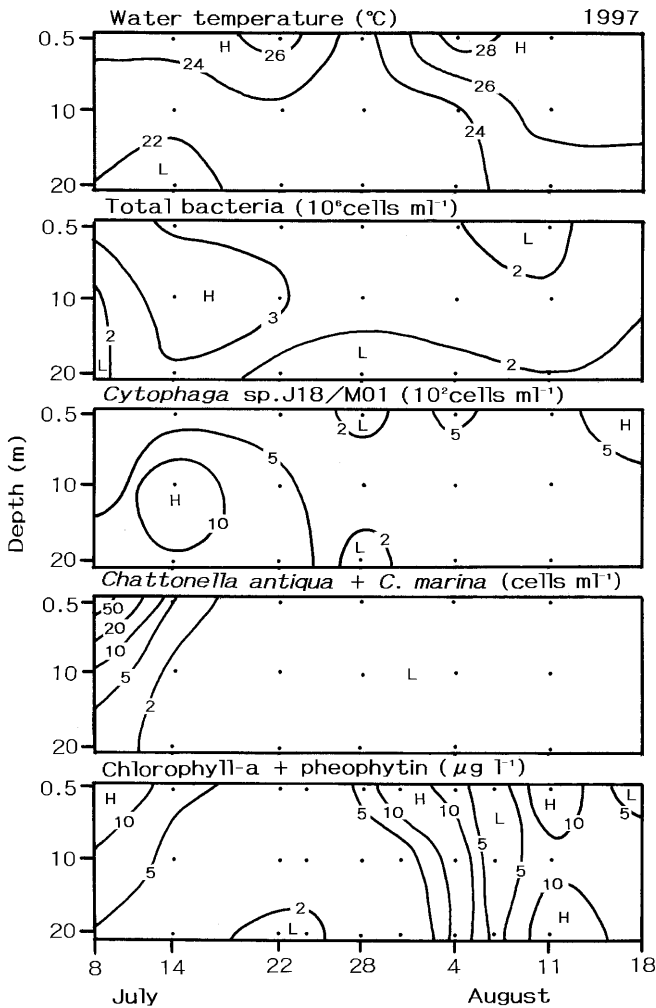 Water temperature (°C) 1997
0.5
10
20
H
26
28
H
24
26
24
22
L
Total bacteria (10⁶cells ml⁻¹)
0.5
10
20
L
2
H
3
2
L
L
2
Cytophaga sp.J18/M01 (10²cells ml⁻¹)
0.5
10
20
2
L
5
H
5
5
H
10
L
2
Depth (m)
Chattonella antiqua + C. marina (cells ml⁻¹)
0.5
10
20
50
20
10
5
2
L
Chlorophyll-a + pheophytin (μg l⁻¹)
0.5
10
20
H
10
5
5
10
H
10
L
H
10
L
5
5
5
5
2
L
10
H
8 14 22 28 4 11 18
July August